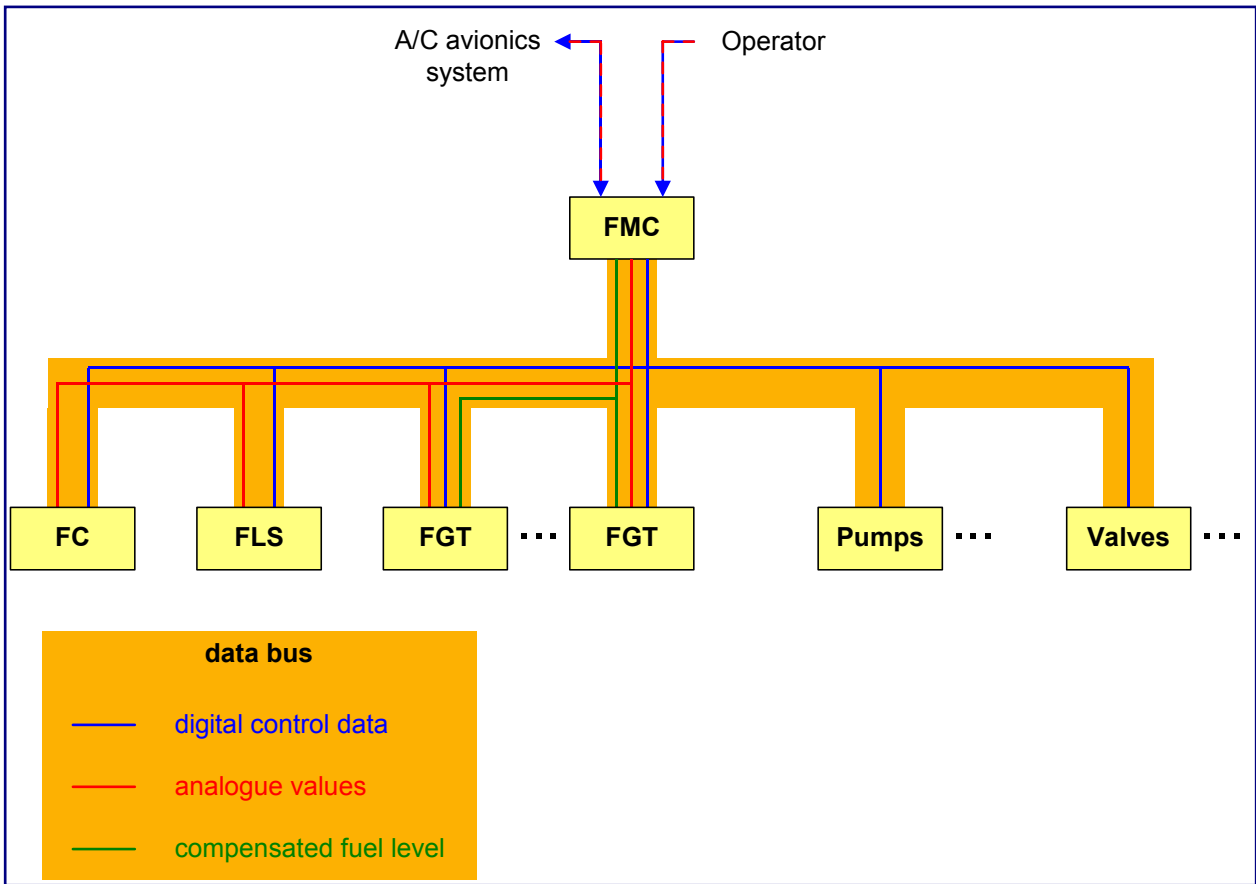 A/C avionics
system
Operator
FMC
FC
FLS
FGT
...
FGT
Pumps
...
Valves
...
data bus
digital control data
analogue values
compensated fuel level